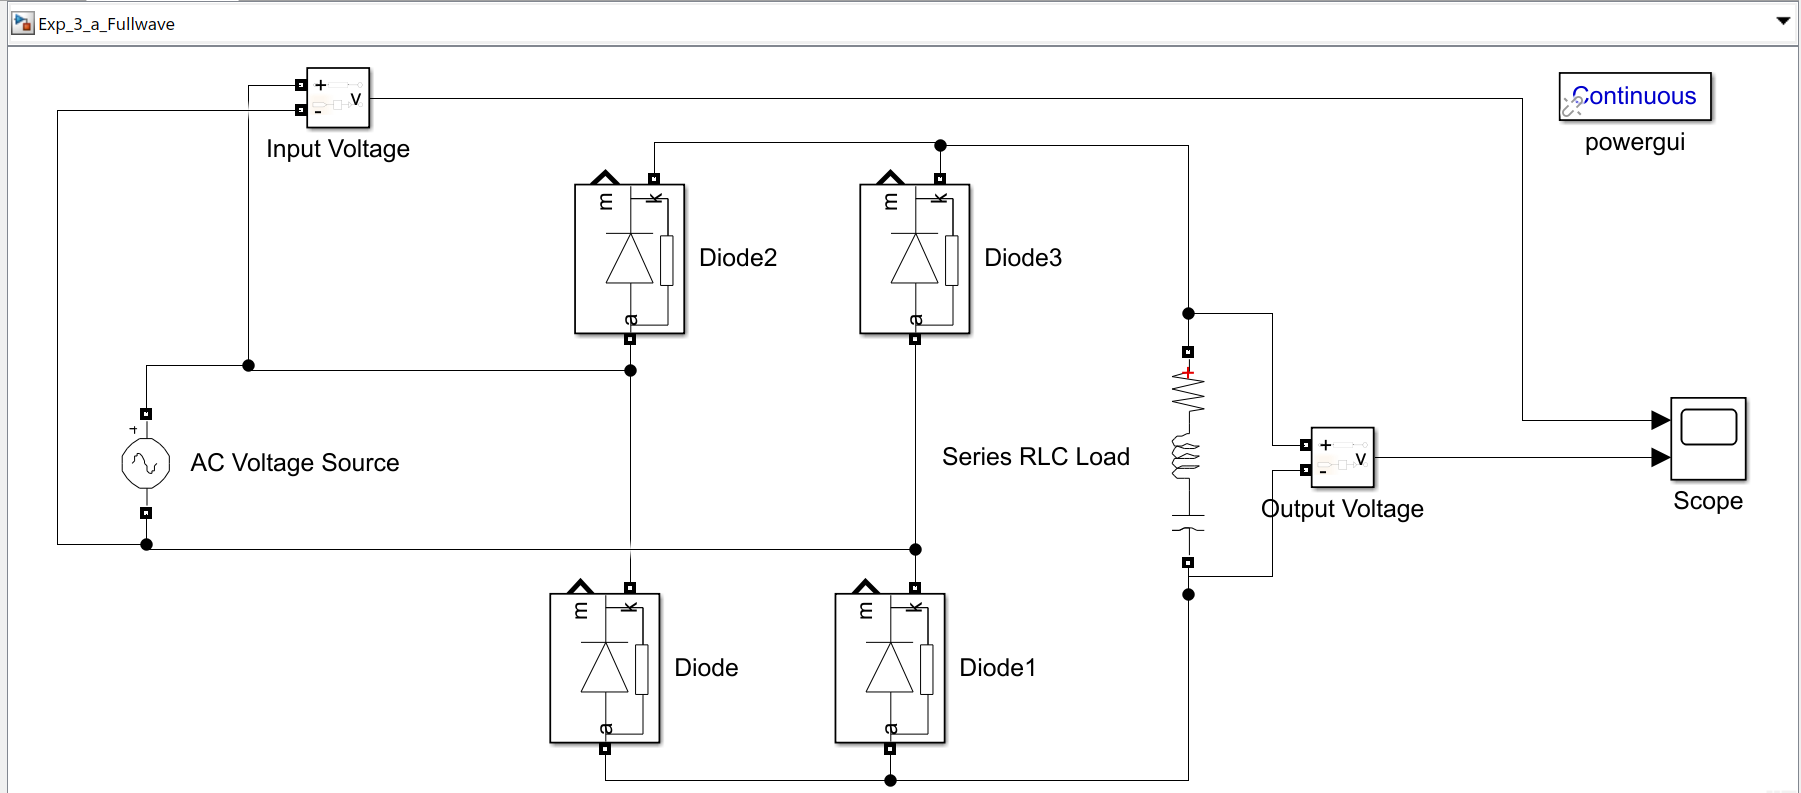 Exp_3_a_Fullwave
+
-
v
Input Voltage
Continuous
powergui
m
k
a
Diode2
m
k
a
Diode3
+
AC Voltage Source
+
Series RLC Load
+
-
v
Output Voltage
Scope
m
k
a
Diode
m
k
a
Diode1